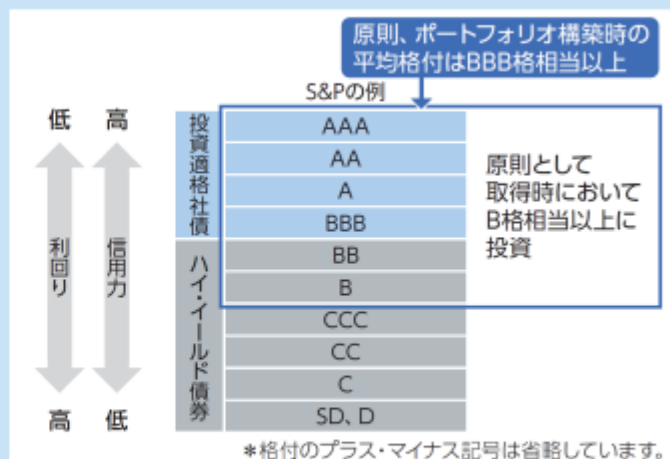 原則、ポートフォリオ構築時の
平均格付はBBB格相当以上
S&Pの例
低 高
利回り
信用力
高 低
投資適格社債
ハイ・イールド債券
AAA
AA
A
BBB
BB
B
CCC
CC
C
SD、D
原則として
取得時において
B格相当以上に
投資
＊格付のプラス・マイナス記号は省略しています。